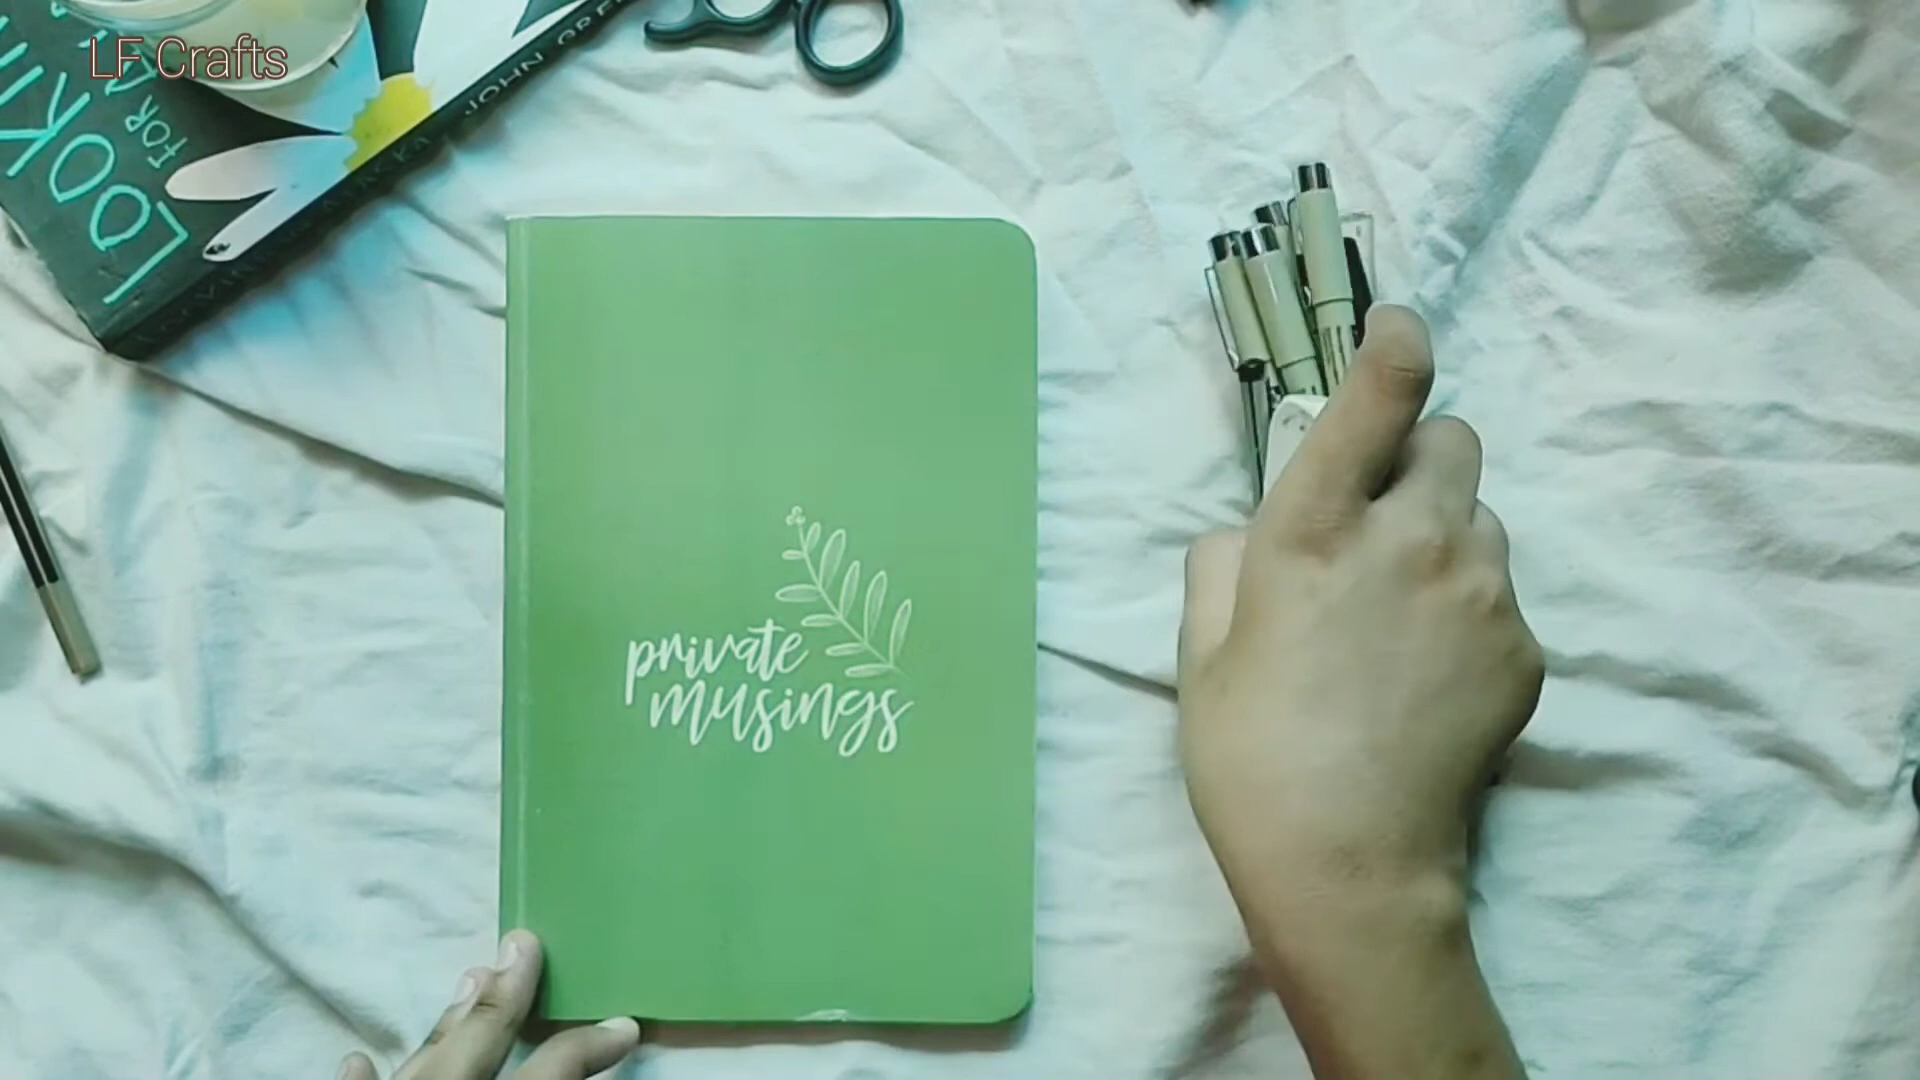 LF Crafts
LOOKING
FOR
JOHN GREEN
private
musings